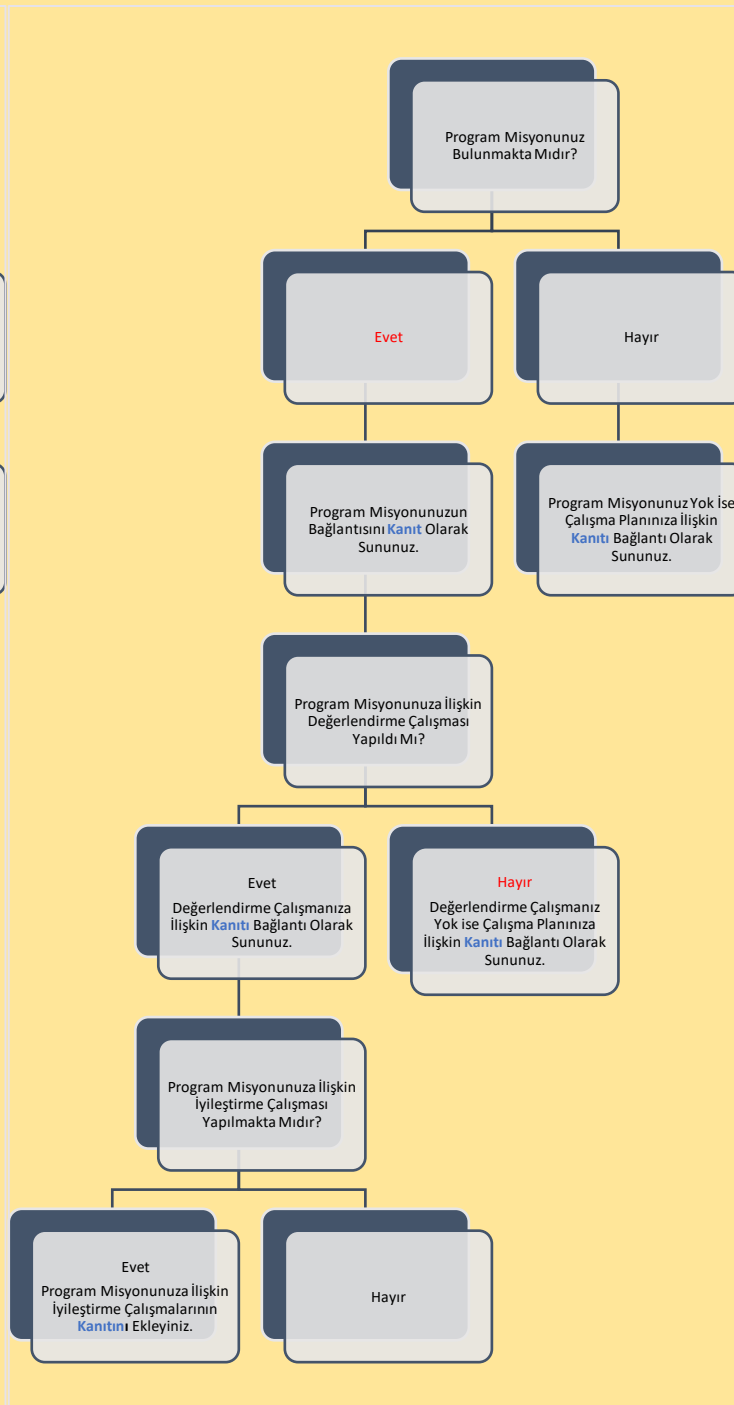 Program Misyonunuz
Bulunmakta Mıdır?
Evet
Hayır
Program Misyonunuzun
Bağlantısını Kanıt Olarak
Sununuz.
Program Misyonunuz Yok İse
Çalışma Planınıza İlişkin
Kanıtı Bağlantı Olarak
Sununuz.
Program Misyonunuza İlişkin
Değerlendirme Çalışması
Yapıldı Mı?
Evet
Değerlendirme Çalışmanıza
İlişkin Kanıtı Bağlantı Olarak
Sununuz.
Hayır
Değerlendirme Çalışmanız
Yok ise Çalışma Planınıza
İlişkin Kanıtı Bağlantı Olarak
Sununuz.
Program Misyonunuza İlişkin
İyileştirme Çalışması
Yapılmakta Mıdır?
Evet
Program Misyonunuza İlişkin
İyileştirme Çalışmalarının
Kanıtını Ekleyiniz.
Hayır